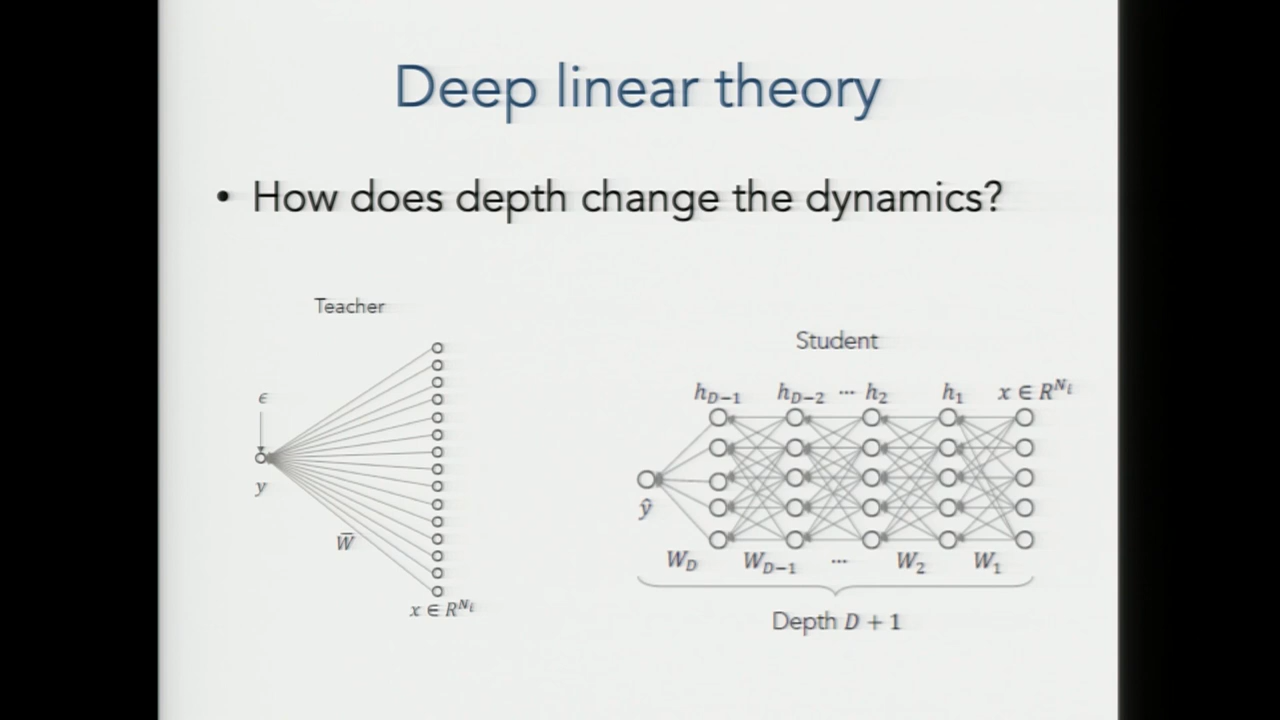 Deep linear theory
• How does depth change the dynamics?
Teacher
ϵ
y
W̅
x ∈ R^{N_i}
Student
h_{D−1} h_{D−2} ··· h_2 h_1 x ∈ R^{N_i}
ŷ
W_D W_{D−1} ··· W_2 W_1
Depth D + 1